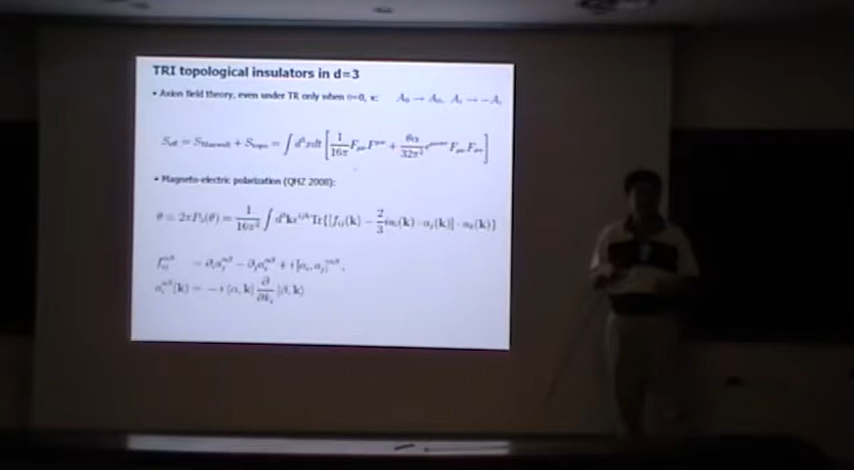 TRI topological insulators in d=3
• Axion field theory, even under TR only when θ=0, π: A₀ → A₀, Aᵢ → −Aᵢ
S_eff = S_Maxwell + S_topo = ∫ d³x dt [ 1/16π F_μν F^μν + θα/32π² ε^μνστ F_μν F_στ ]
• Magneto-electric polarization (QHZ 2008):
θ = 2πP₃(θ) = 1/16π² ∫ d³k ε^ijk Tr{[f_ij(k) − 2/3 i a_i(k) · a_j(k)] · a_k(k)}
f_ij^αβ = ∂_i a_j^αβ − ∂_j a_i^αβ + i[a_i, a_j]^αβ,
a_i^αβ(k) = −i⟨α, k| ∂/∂k_i |β, k⟩